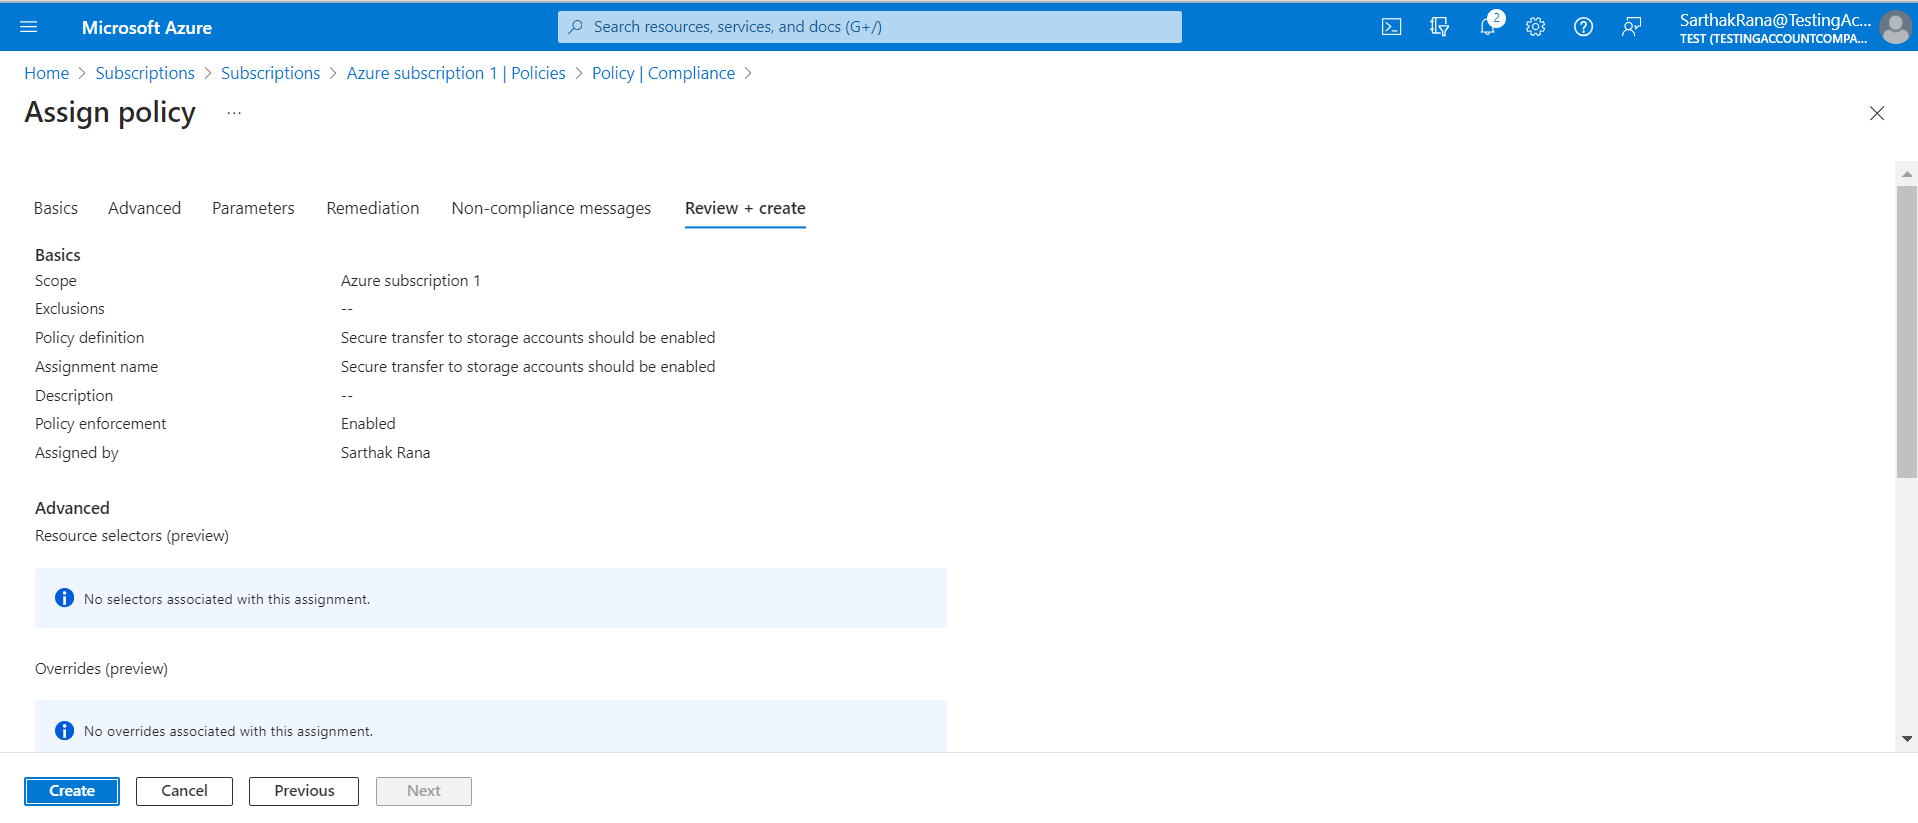 Microsoft Azure
Search resources, services, and docs (G+/)
2
SarthakRana@TestingAc...
TEST (TESTINGACCOUNTCOMPA...
Home > Subscriptions > Subscriptions > Azure subscription 1 | Policies > Policy | Compliance >
Assign policy ...
Basics Advanced Parameters Remediation Non-compliance messages Review + create
Basics
Scope Azure subscription 1
Exclusions --
Policy definition Secure transfer to storage accounts should be enabled
Assignment name Secure transfer to storage accounts should be enabled
Description --
Policy enforcement Enabled
Assigned by Sarthak Rana
Advanced
Resource selectors (preview)
No selectors associated with this assignment.
Overrides (preview)
No overrides associated with this assignment.
Create Cancel Previous Next